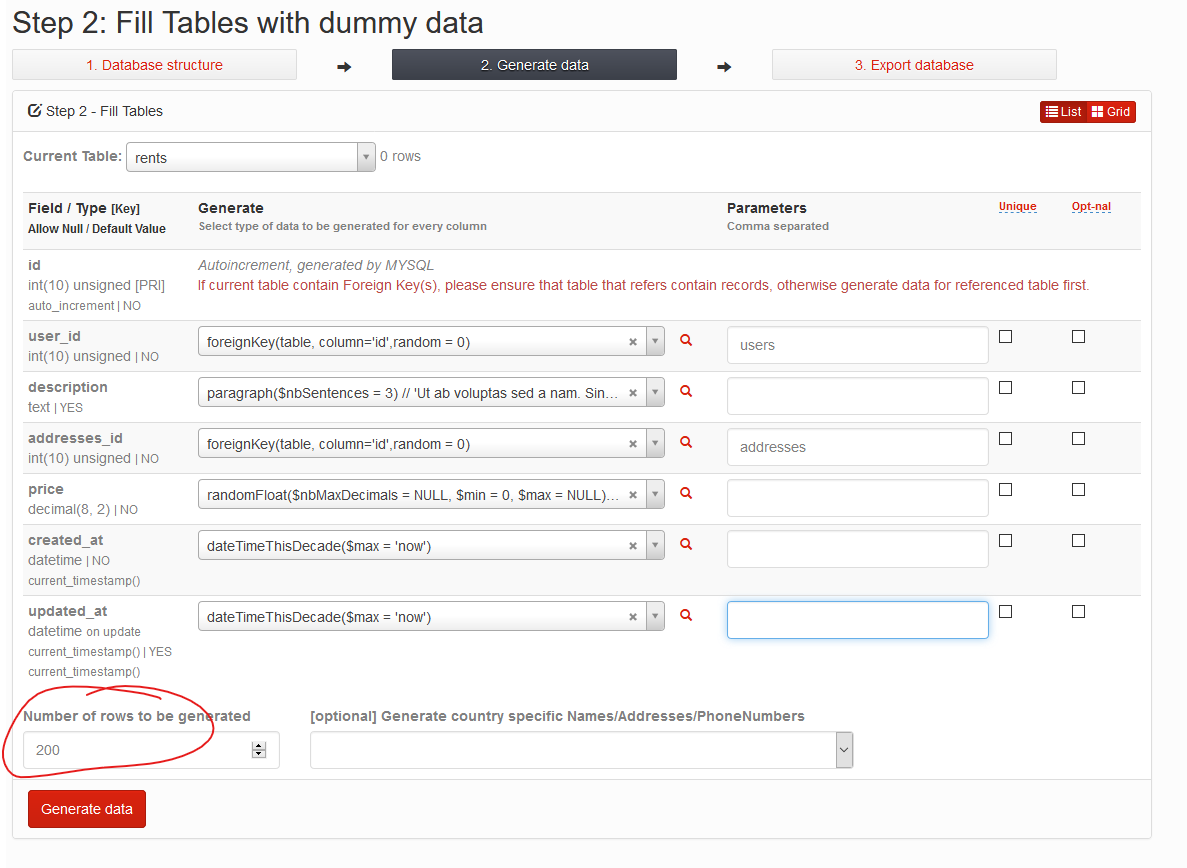 Step 2: Fill Tables with dummy data
1. Database structure
2. Generate data
3. Export database
Step 2 - Fill Tables
List Grid
Current Table: rents 0 rows
Field / Type [Key] Generate Parameters Unique Opt-nal
Allow Null / Default Value Select type of data to be generated for every column Comma separated
id Autoincrement, generated by MYSQL
int(10) unsigned [PRI] If current table contain Foreign Key(s), please ensure that table that refers contain records, otherwise generate data for referenced table first.
auto_increment | NO
user_id foreignKey(table, column='id',random = 0) × users
int(10) unsigned | NO
description paragraph($nbSentences = 3) // 'Ut ab voluptas sed a nam. Sin... ×
text | YES
addresses_id foreignKey(table, column='id',random = 0) × addresses
int(10) unsigned | NO
price randomFloat($nbMaxDecimals = NULL, $min = 0, $max = NULL)... ×
decimal(8, 2) | NO
created_at dateTimeThisDecade($max = 'now') ×
datetime | NO
current_timestamp()
updated_at dateTimeThisDecade($max = 'now') ×
datetime on update
current_timestamp() | YES
current_timestamp()
Number of rows to be generated [optional] Generate country specific Names/Addresses/PhoneNumbers
200
Generate data